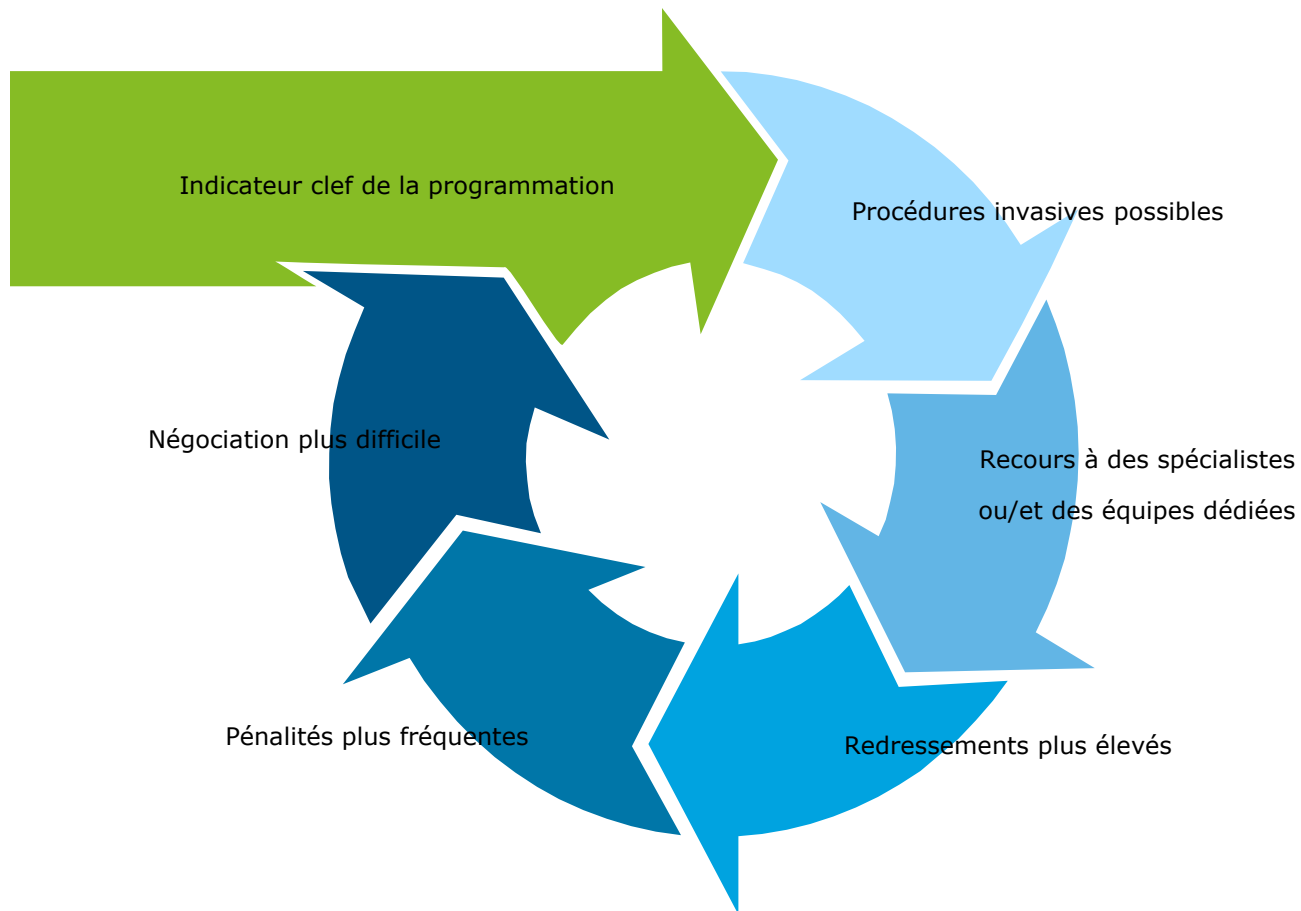 Indicateur clef de la programmation
Procédures invasives possibles
Recours à des spécialistes
ou/et des équipes dédiées
Redressements plus élevés
Pénalités plus fréquentes
Négociation plus difficile